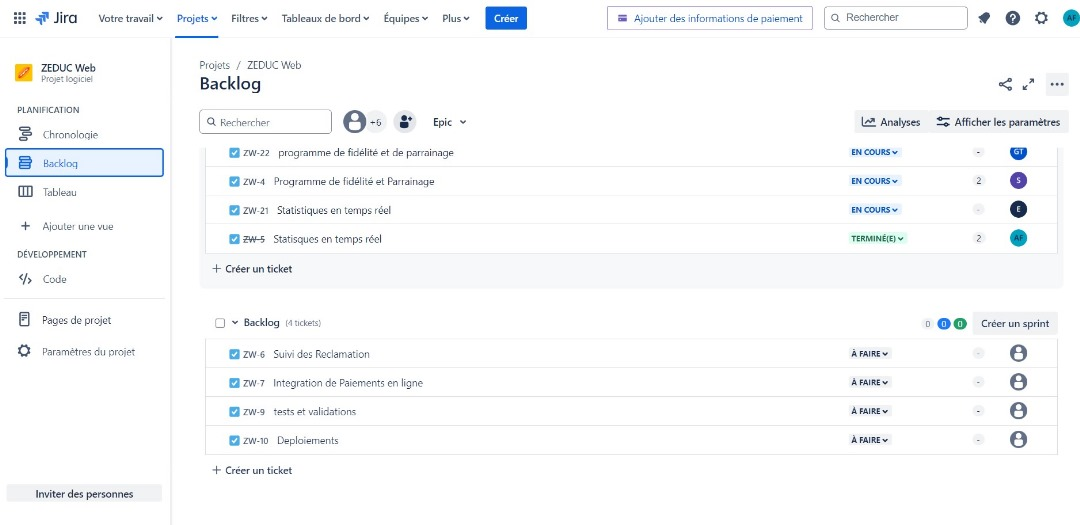 Jira Votre travail Projets Filtres Tableaux de bord Équipes Plus Créer Ajouter des informations de paiement Rechercher AF
ZEDUC Web
Projet logiciel
PLANIFICATION
Chronologie
Backlog
Tableau
Ajouter une vue
DÉVELOPPEMENT
Code
Pages de projet
Paramètres du projet
Inviter des personnes
Projets / ZEDUC Web
Backlog
Rechercher +6 Epic Analyses Afficher les paramètres
ZW-22 programme de fidélité et de parrainage EN COURS - GT
ZW-4 Programme de fidélité et Parrainage EN COURS 2 S
ZW-21 Statistiques en temps réel EN COURS - E
ZW-5 Statisques en temps réel TERMINÉ(E) 2 AF
+ Créer un ticket
Backlog (4 tickets) 0 0 0 Créer un sprint
ZW-6 Suivi des Reclamation À FAIRE -
ZW-7 Integration de Paiements en ligne À FAIRE -
ZW-9 tests et validations À FAIRE -
ZW-10 Deploiements À FAIRE -
+ Créer un ticket